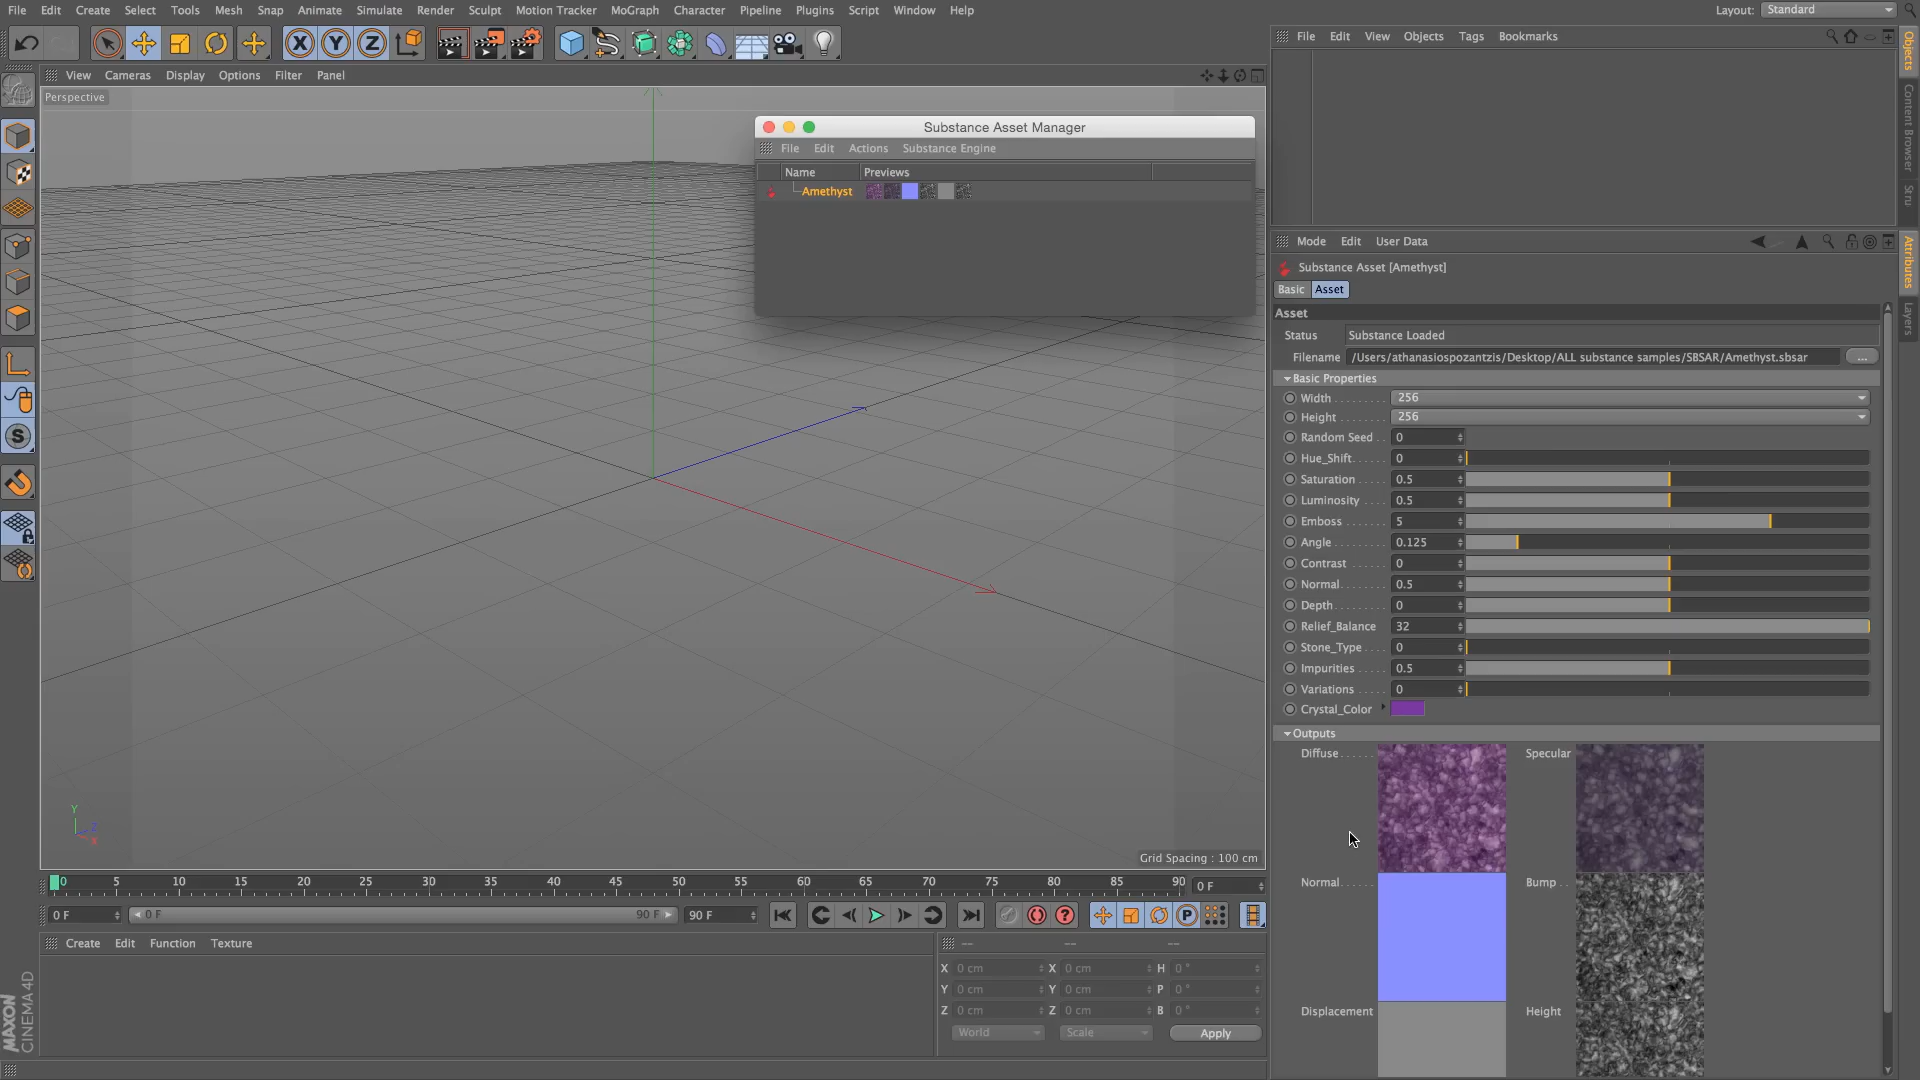 File Edit Create Select Tools Mesh Snap Animate Simulate Render Sculpt Motion Tracker MoGraph Character Pipeline Plugins Script Window Help Layout: Standard
File Edit View Objects Tags Bookmarks
Objects
Content Browser
Stru
View Cameras Display Options Filter Panel
Perspective
Substance Asset Manager
File Edit Actions Substance Engine
Name Previews
Amethyst
Mode Edit User Data
Attributes
Layers
Substance Asset [Amethyst]
Basic Asset
Asset
Status Substance Loaded
Filename /Users/athanasiospozantzis/Desktop/ALL substance samples/SBSAR/Amethyst.sbsar ...
Basic Properties
Width 256
Height 256
Random Seed 0
Hue_Shift 0
Saturation 0.5
Luminosity 0.5
Emboss 5
Angle 0.125
Contrast 0
Normal 0.5
Depth 0
Relief_Balance 32
Stone_Type 0
Impurities 0.5
Variations 0
Crystal_Color
Outputs
Diffuse Specular
Normal Bump
Displacement Height
X Y Z
S
Y
Z
X
Grid Spacing : 100 cm
0 5 10 15 20 25 30 35 40 45 50 55 60 65 70 75 80 85 90 0 F
0 F 0 F 90 F 90 F ? P
Create Edit Function Texture
-- -- --
X 0 cm X 0 cm H 0 °
Y 0 cm Y 0 cm P 0 °
Z 0 cm Z 0 cm B 0 °
World Scale Apply
MAXON
CINEMA 4D